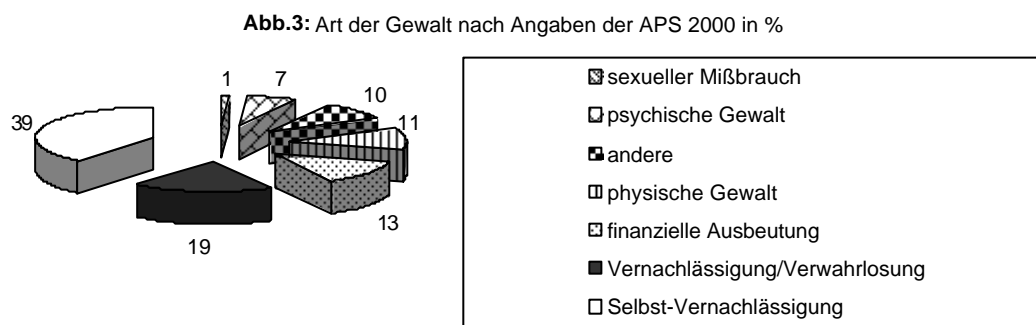 Abb.3: Art der Gewalt nach Angaben der APS 2000 in %
1
7
10
11
13
19
39
sexueller Mißbrauch
psychische Gewalt
andere
physische Gewalt
finanzielle Ausbeutung
Vernachlässigung/Verwahrlosung
Selbst-Vernachlässigung